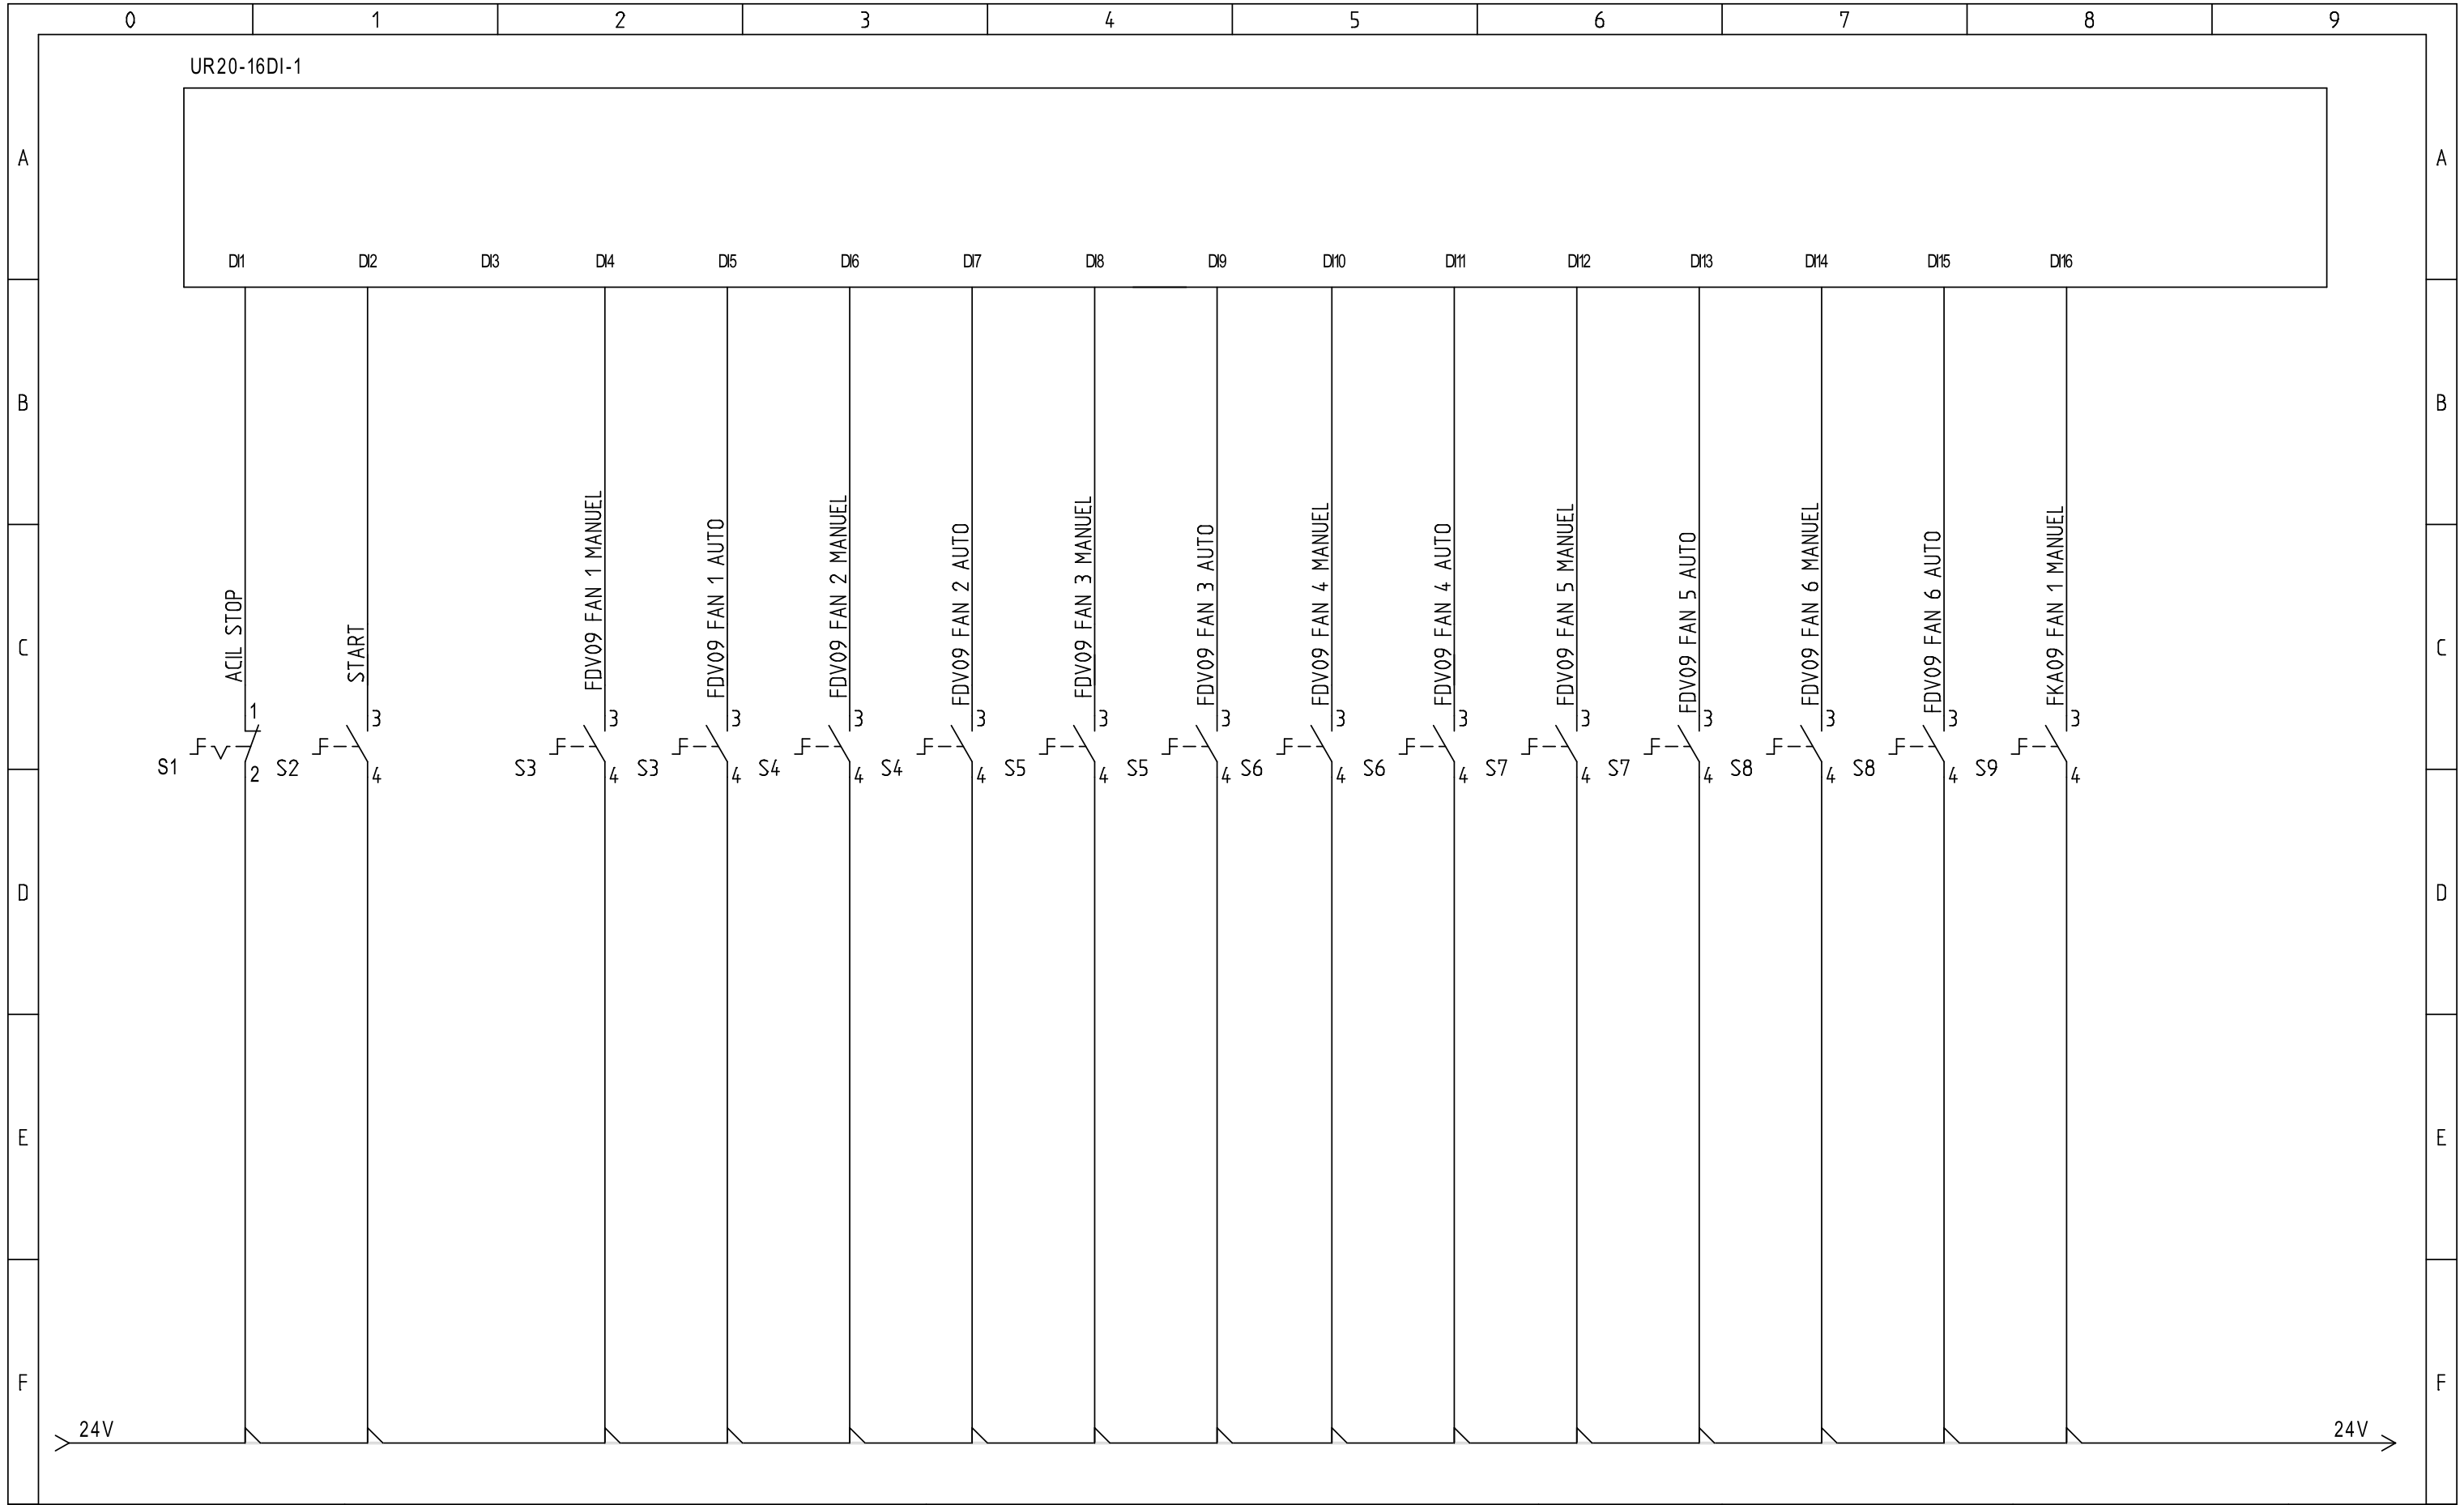 0 1 2 3 4 5 6 7 8 9
UR20-16DI-1
A A
DI1 DI2 DI3 DI4 DI5 DI6 DI7 DI8 DI9 DI10 DI11 DI12 DI13 DI14 DI15 DI16
B B
ACIL STOP
START
FDV09 FAN 1 MANUEL
FDV09 FAN 1 AUTO
FDV09 FAN 2 MANUEL
FDV09 FAN 2 AUTO
FDV09 FAN 3 MANUEL
FDV09 FAN 3 AUTO
FDV09 FAN 4 MANUEL
FDV09 FAN 4 AUTO
FDV09 FAN 5 MANUEL
FDV09 FAN 5 AUTO
FDV09 FAN 6 MANUEL
FDV09 FAN 6 AUTO
FKA09 FAN 1 MANUEL
C C
1 3 3 3 3 3 3 3 3 3 3 3 3 3 3
S1 S2 S3 S3 S4 S4 S5 S5 S6 S6 S7 S7 S8 S8 S9
2 4 4 4 4 4 4 4 4 4 4 4 4 4 4
D D
E E
F F
24V 24V